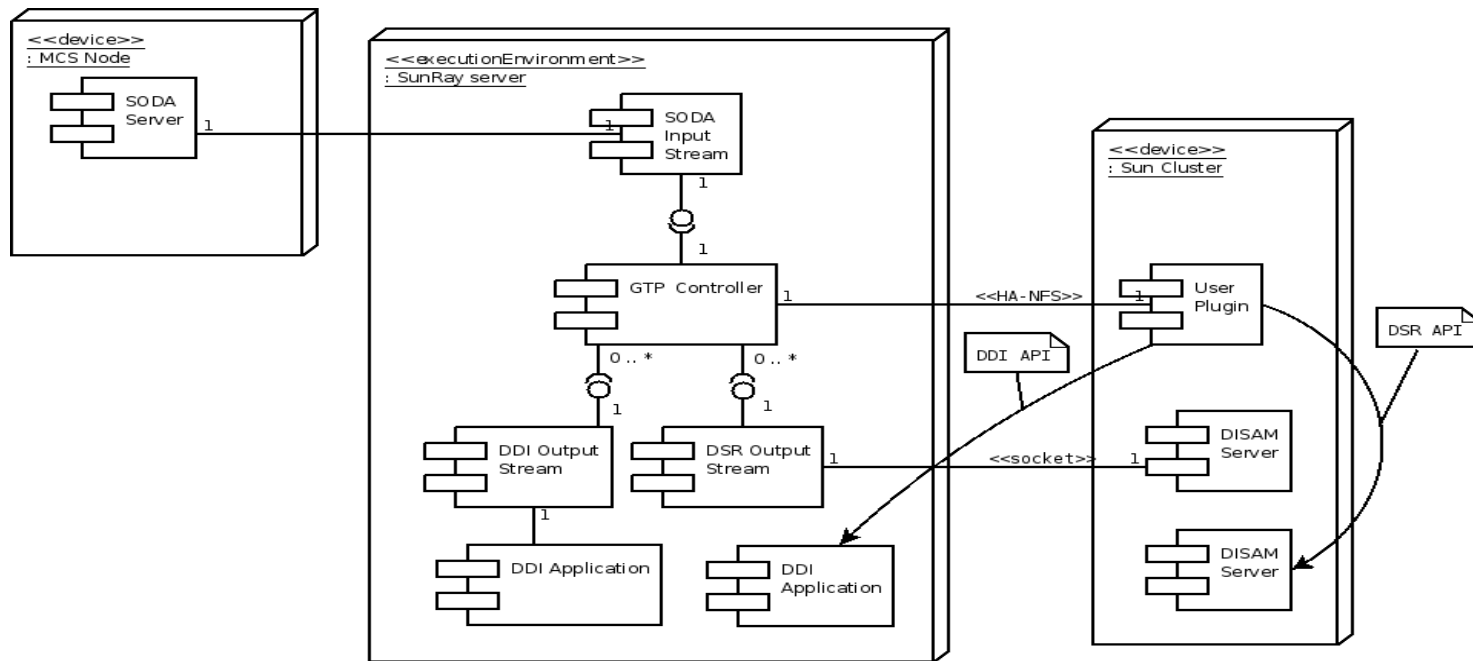 <<device>>
: MCS Node
SODA
Server
1
<<executionEnvironment>>
: SunRay server
1
SODA
Input
Stream
1
1
GTP Controller
1
<<HA-NFS>>
0..*
0..*
1
1
DDI Output
Stream
DSR Output
Stream
1
<<socket>>
1
DDI Application
DDI
Application
DDI API
<<device>>
: Sun Cluster
1
User
Plugin
DSR API
1
DISAM
Server
DISAM
Server